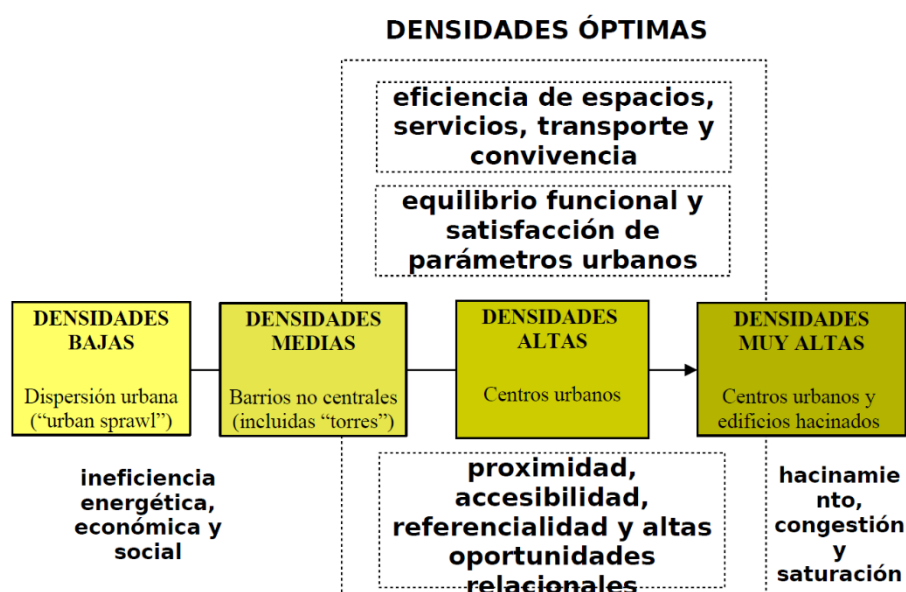 DENSIDADES ÓPTIMAS
eficiencia de espacios,
servicios, transporte y
convivencia
equilibrio funcional y
satisfacción de
parámetros urbanos
DENSIDADES
BAJAS
Dispersión urbana
(“urban sprawl”)
DENSIDADES
MEDIAS
Barrios no centrales
(incluidas “torres”)
DENSIDADES
ALTAS
Centros urbanos
DENSIDADES
MUY ALTAS
Centros urbanos y
edificios hacinados
ineficiencia
energética,
económica y
social
proximidad,
accesibilidad,
referencialidad y altas
oportunidades
relacionales
hacinamie
nto,
congestión
y
saturación